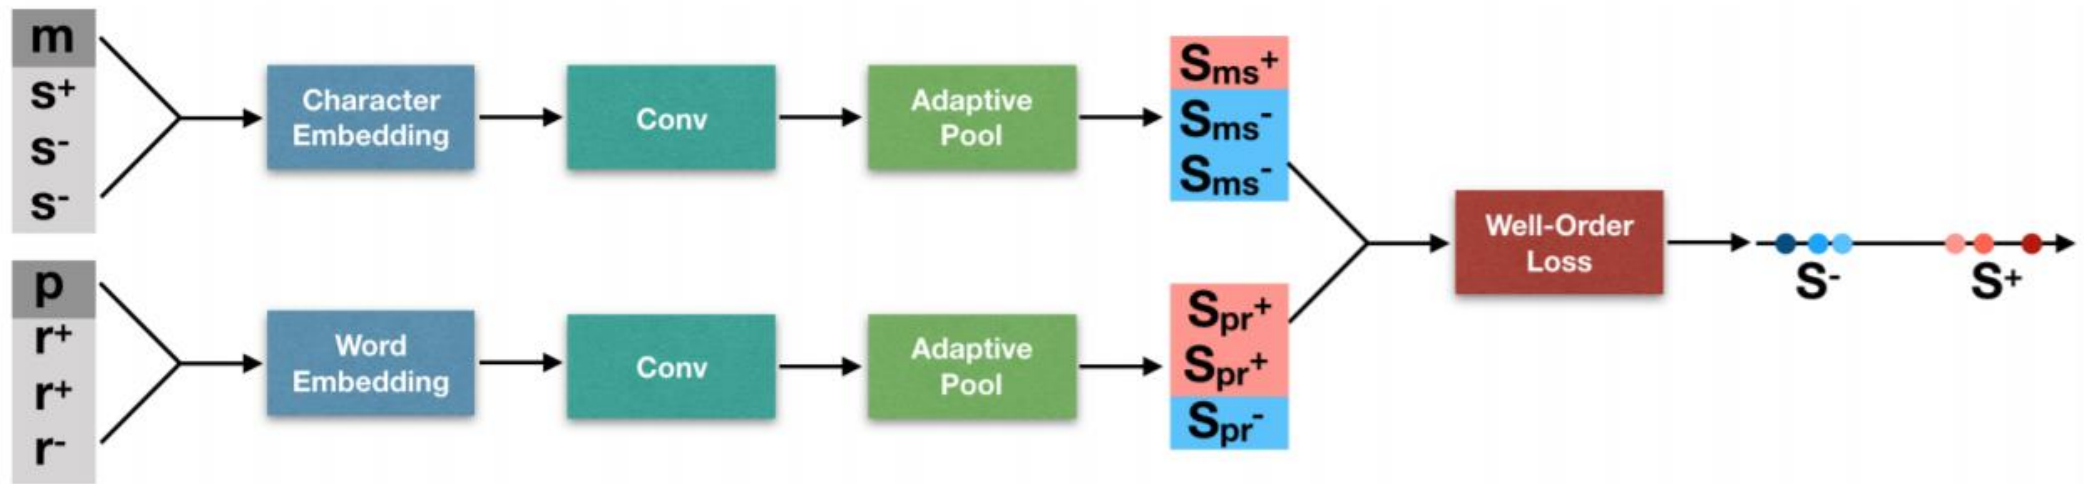 m
s+
s-
s-
Character
Embedding
Conv
Adaptive
Pool
Sms+
Sms-
Sms-
p
r+
r+
r-
Word
Embedding
Conv
Adaptive
Pool
Spr+
Spr+
Spr-
Well-Order
Loss
S-
S+